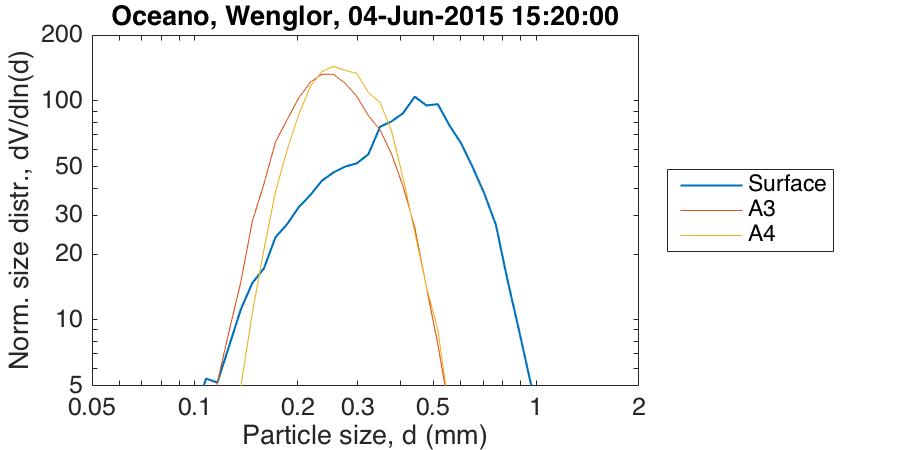 Oceano, Wenglor, 04-Jun-2015 15:20:00
Norm. size distr., dV/dln(d)
200
100
50
30
20
10
5
0.05 0.1 0.2 0.3 0.5 1 2
Particle size, d (mm)
Surface
A3
A4